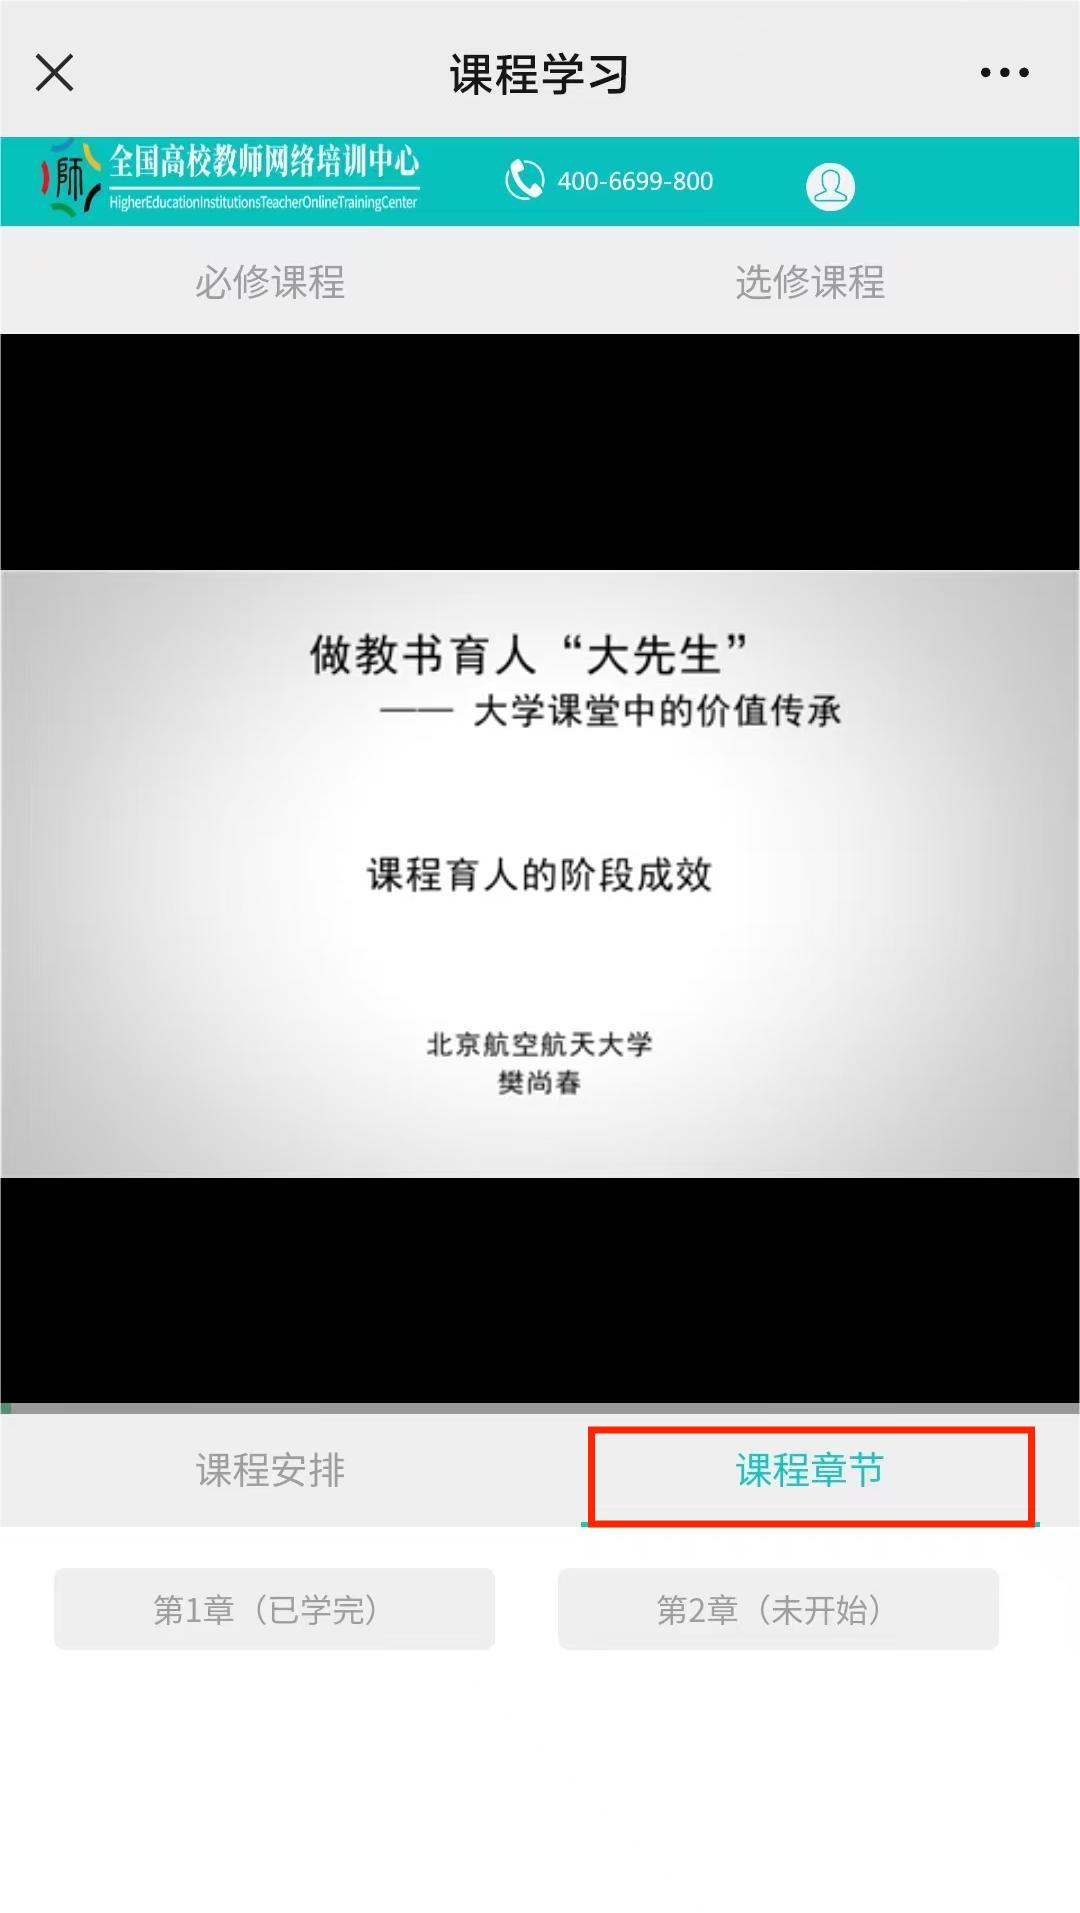 课程学习
師
全国高校教师网络培训中心
HigherEducationInstitutionsTeacherOnlineTrainingCenter
400-6699-800
必修课程
选修课程
做教书育人“大先生”
—— 大学课堂中的价值传承
课程育人的阶段成效
北京航空航天大学
樊尚春
课程安排
课程章节
第1章（已学完）
第2章（未开始）